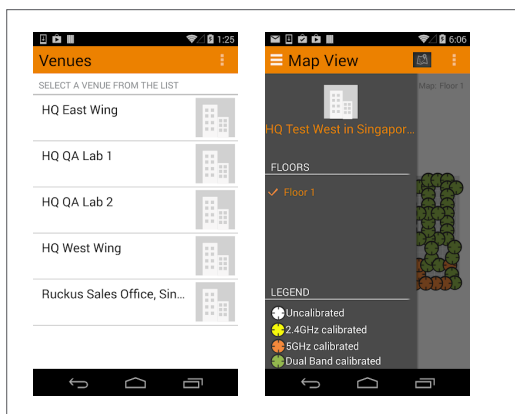 1:25
Venues
SELECT A VENUE FROM THE LIST
HQ East Wing
HQ QA Lab 1
HQ QA Lab 2
HQ West Wing
Ruckus Sales Office, Sin...
6:06
Map View
Map: Floor 1
HQ Test West in Singapor...
FLOORS
Floor 1
LEGEND
Uncalibrated
2.4GHz calibrated
5GHz calibrated
Dual Band calibrated